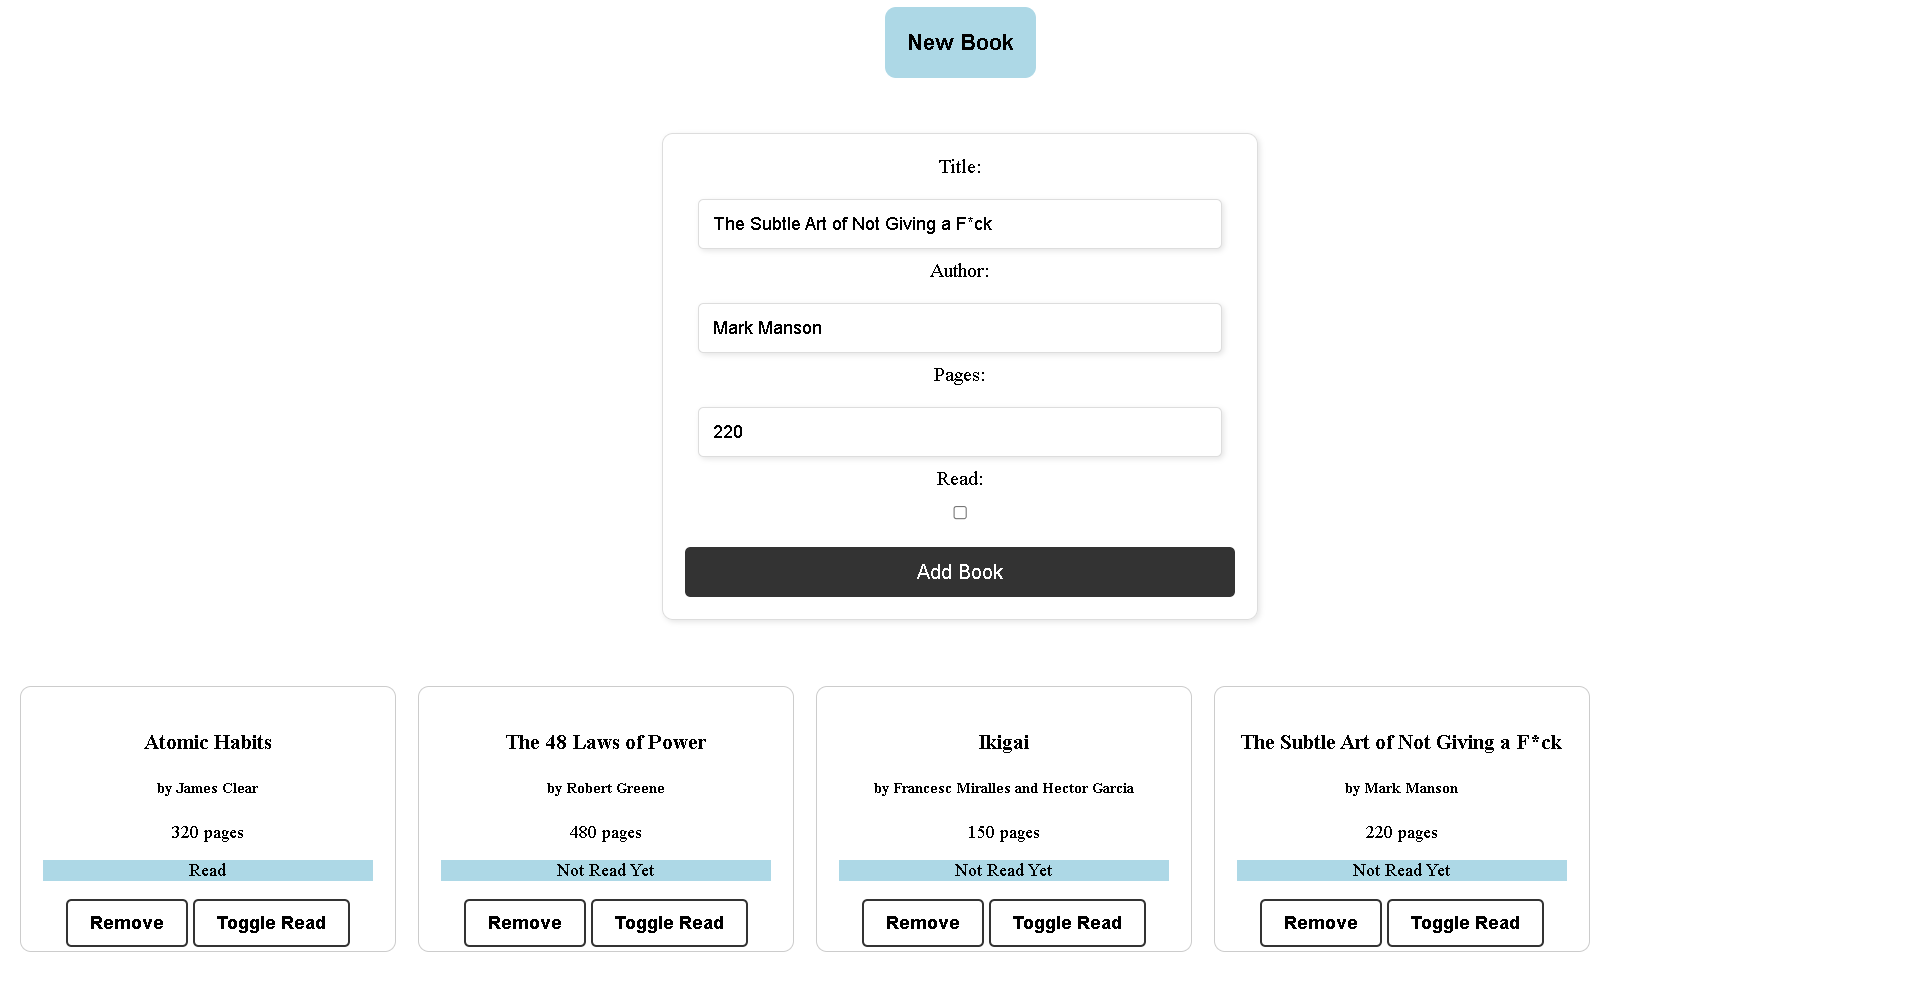 New Book
Title:
The Subtle Art of Not Giving a F*ck
Author:
Mark Manson
Pages:
220
Read:
Add Book
Atomic Habits
by James Clear
320 pages
Read
Remove Toggle Read
The 48 Laws of Power
by Robert Greene
480 pages
Not Read Yet
Remove Toggle Read
Ikigai
by Francesc Miralles and Hector Garcia
150 pages
Not Read Yet
Remove Toggle Read
The Subtle Art of Not Giving a F*ck
by Mark Manson
220 pages
Not Read Yet
Remove Toggle Read